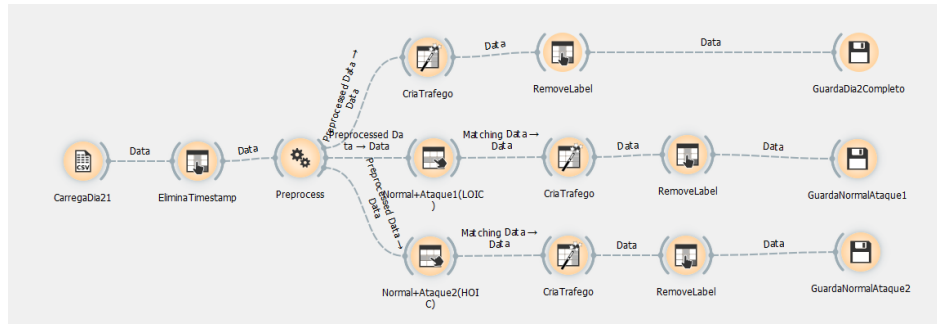 Data
Data
CriaTrafego
RemoveLabel
GuardaDia2Completo
Preprocessed Data →
Data
Data
Data
Preprocessed Da
ta → Data
Matching Data →
Data
Data
Data
CarregaDia21
EliminaTimestamp
Preprocess
Normal+Ataque1(LOIC
)
CriaTrafego
RemoveLabel
GuardaNormalAtaque1
CSV
Preprocessed Data →
Data
Matching Data →
Data
Data
Data
Normal+Ataque2(HOI
C)
CriaTrafego
RemoveLabel
GuardaNormalAtaque2